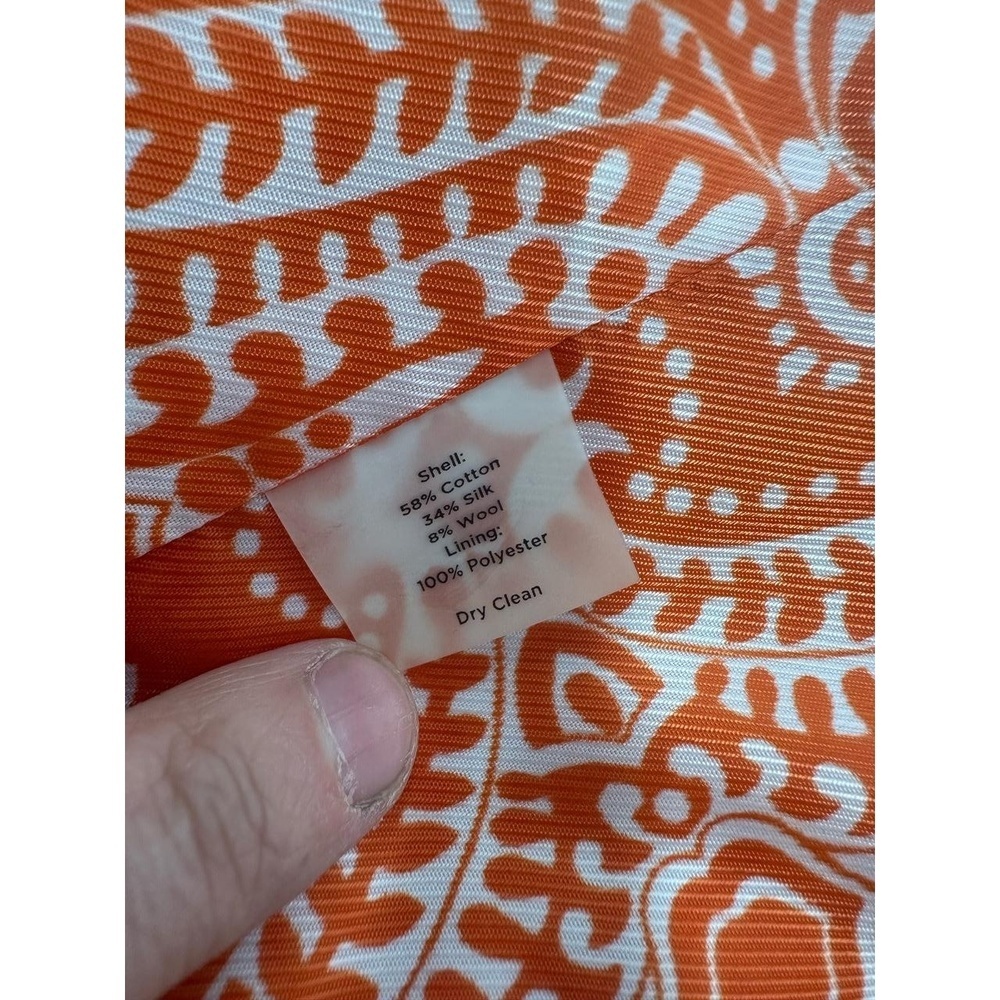 Shell:
58% Cotton
34% Silk
8% Wool
Lining:
100% Polyester
Dry Clean